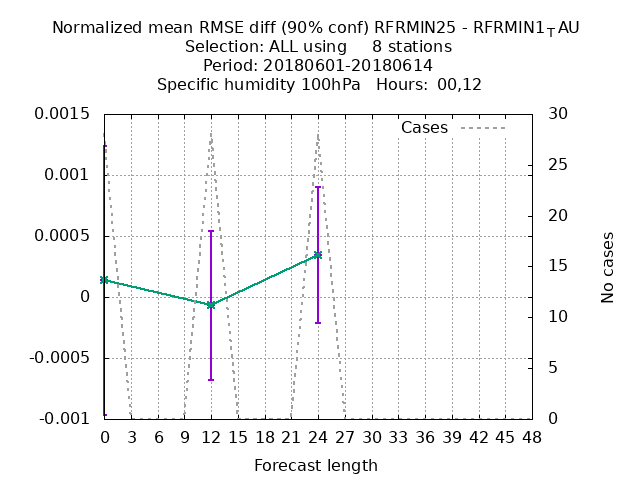 Normalized mean RMSE diff (90% conf) RFRMIN25 - RFRMIN1TAU
Selection: ALL using 8 stations
Period: 20180601-20180614
Specific humidity 100hPa Hours: 00,12
Cases
0.0015
0.001
0.0005
0
-0.0005
-0.001
30
25
20
15
10
5
0
No cases
0 3 6 9 12 15 18 21 24 27 30 33 36 39 42 45 48
Forecast length